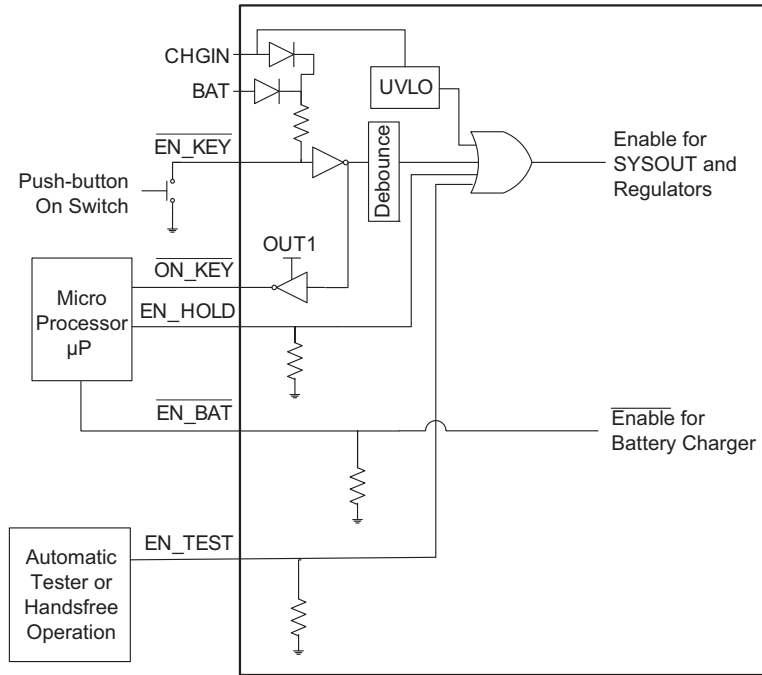 CHGIN
BAT
UVLO
EN_KEY
Push-button
On Switch
Debounce
Enable for
SYSOUT and
Regulators
OUT1
ON_KEY
Micro
Processor
µP
EN_HOLD
EN_BAT
Enable for
Battery Charger
EN_TEST
Automatic
Tester or
Handsfree
Operation